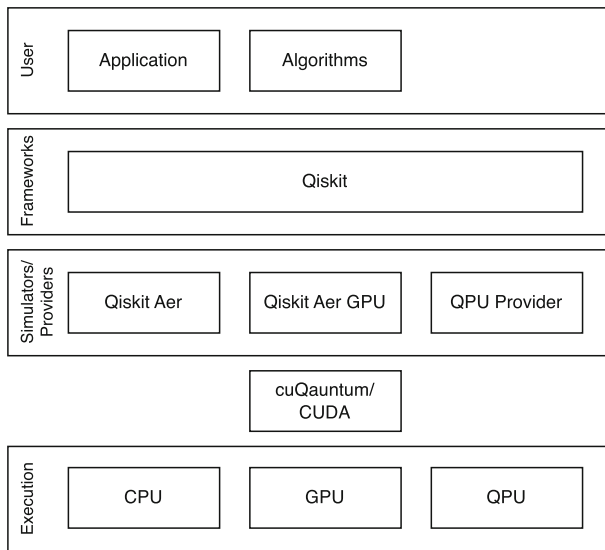 User
Application
Algorithms
Frameworks
Qiskit
Simulators/
Providers
Qiskit Aer
Qiskit Aer GPU
QPU Provider
cuQauntum/
CUDA
Execution
CPU
GPU
QPU